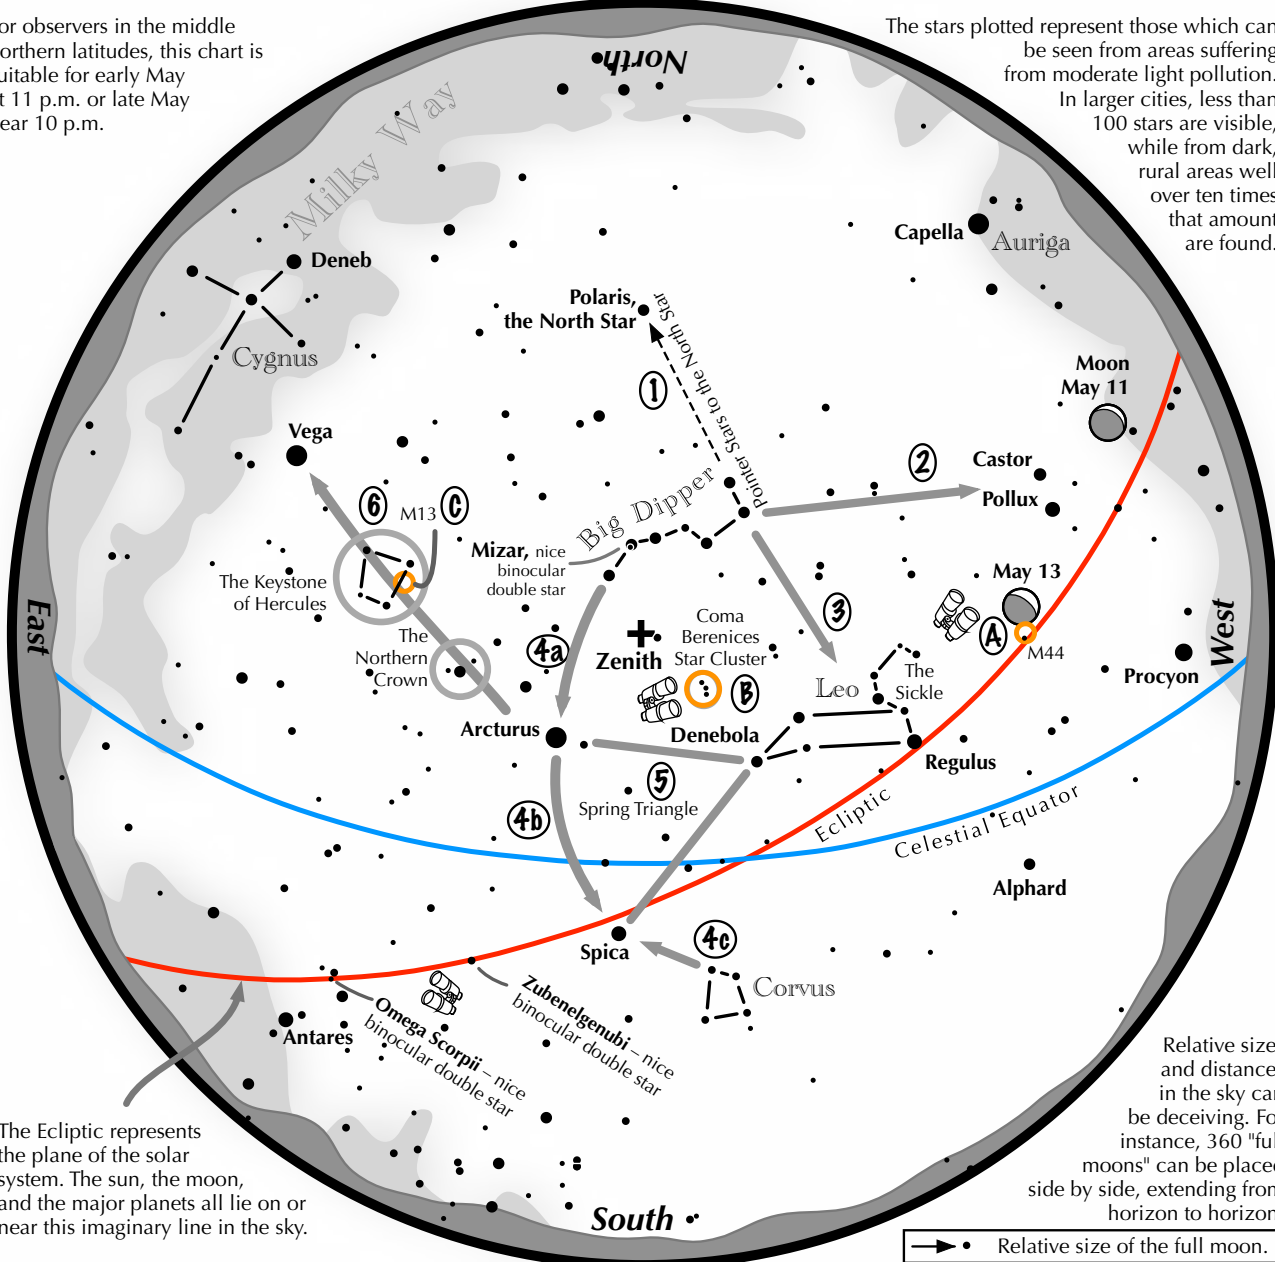 or observers in the middle
orthern latitudes, this chart is
uitable for early May
t 11 p.m. or late May
ear 10 p.m.
The stars plotted represent those which can
be seen from areas suffering
from moderate light pollution.
In larger cities, less than
100 stars are visible,
while from dark,
rural areas well
over ten times
that amount
are found.
North
Milky Way
Capella
Auriga
Deneb
Polaris,
the North Star
Cygnus
Pointer Stars to the North Star
1
Moon
May 11
Vega
2
Castor
Pollux
6
M13
C
Big Dipper
Mizar, nice
binocular
double star
The Keystone
of Hercules
May 13
East
West
3
A
M44
Coma
Berenices
Star Cluster
4a
The
Northern
Crown
Zenith
B
Leo
The
Sickle
Procyon
Arcturus
Denebola
Regulus
5
Spring Triangle
4b
Ecliptic
Celestial Equator
Alphard
Spica
4c
Corvus
Zubenelgenubi – nice
binocular double star
Omega Scorpii – nice
binocular double star
Antares
The Ecliptic represents
the plane of the solar
system. The sun, the moon,
and the major planets all lie on or
near this imaginary line in the sky.
South
Relative size
and distance
in the sky can
be deceiving. Fo
instance, 360 "ful
moons" can be placed
side by side, extending from
horizon to horizon
Relative size of the full moon.